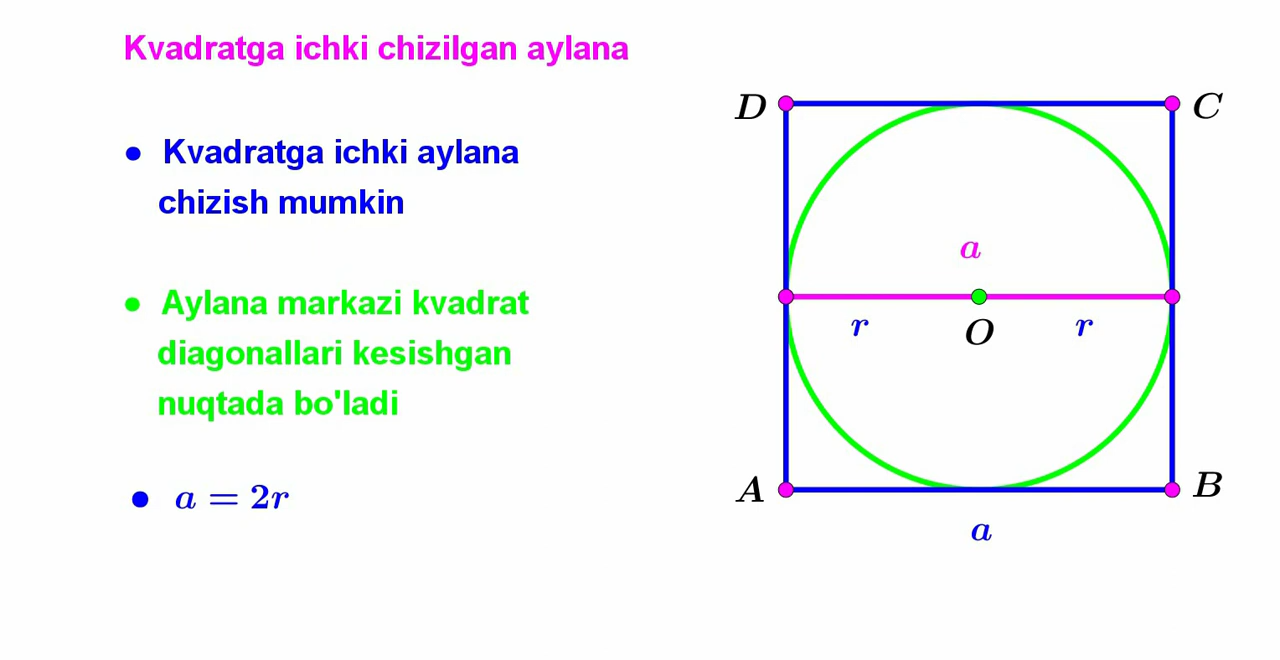 Kvadratga ichki chizilgan aylana
● Kvadratga ichki aylana
chizish mumkin
● Aylana markazi kvadrat
diagonallari kesishgan
nuqtada bo'ladi
● a = 2r
D
C
a
r
O
r
A
B
a